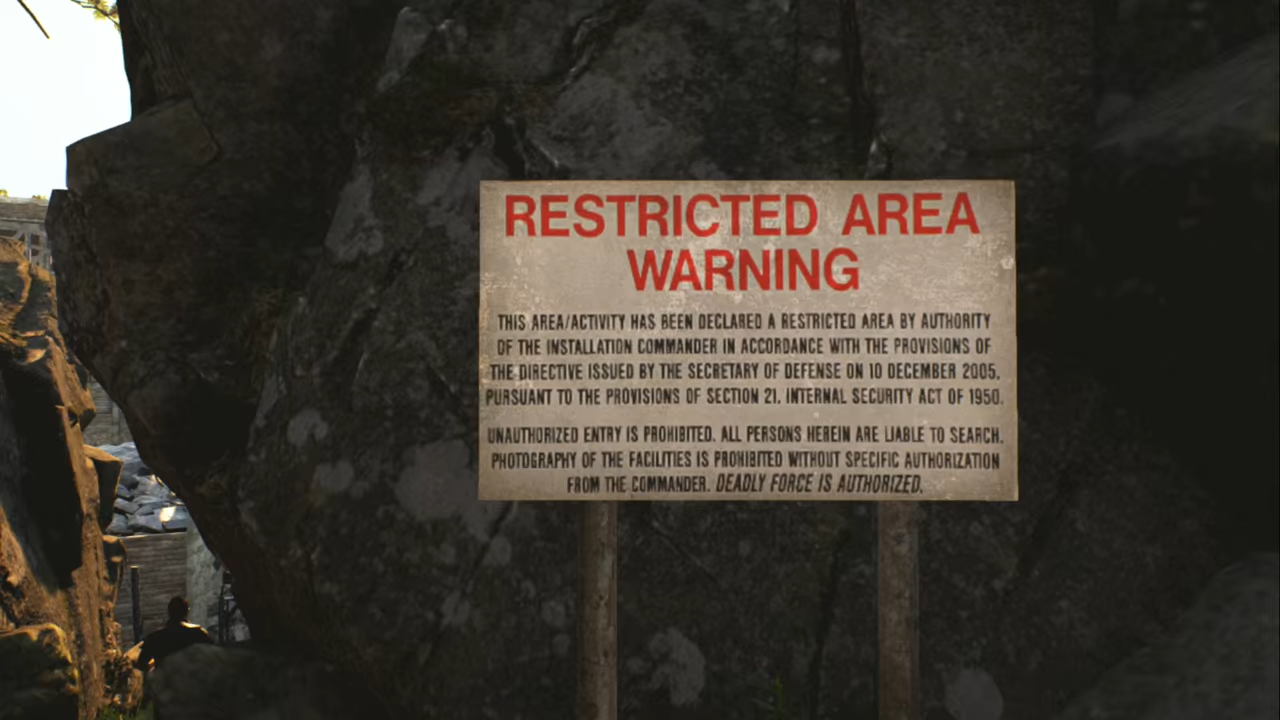 RESTRICTED AREA
WARNING
THIS AREA/ACTIVITY HAS BEEN DECLARED A RESTRICTED AREA BY AUTHORITY
OF THE INSTALLATION COMMANDER IN ACCORDANCE WITH THE PROVISIONS OF
THE DIRECTIVE ISSUED BY THE SECRETARY OF DEFENSE ON 10 DECEMBER 2005,
PURSUANT TO THE PROVISIONS OF SECTION 21, INTERNAL SECURITY ACT OF 1950.
UNAUTHORIZED ENTRY IS PROHIBITED. ALL PERSONS HEREIN ARE LIABLE TO SEARCH.
PHOTOGRAPHY OF THE FACILITIES IS PROHIBITED WITHOUT SPECIFIC AUTHORIZATION
FROM THE COMMANDER. DEADLY FORCE IS AUTHORIZED.